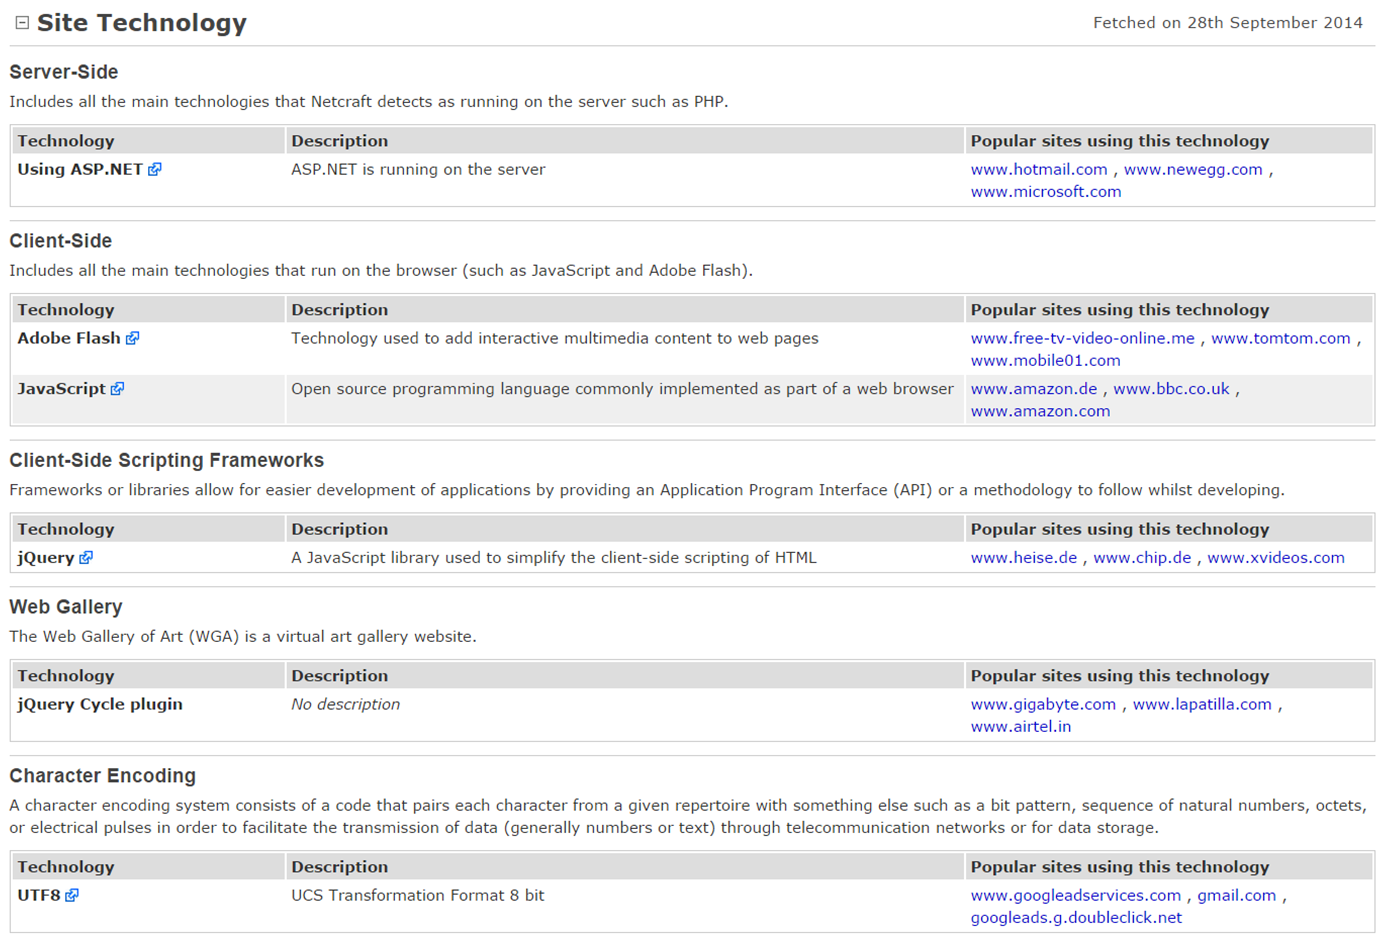 Site Technology
Fetched on 28th September 2014
Server-Side
Includes all the main technologies that Netcraft detects as running on the server such as PHP.
Technology Description Popular sites using this technology
Using ASP.NET ASP.NET is running on the server www.hotmail.com , www.newegg.com ,
www.microsoft.com
Client-Side
Includes all the main technologies that run on the browser (such as JavaScript and Adobe Flash).
Technology Description Popular sites using this technology
Adobe Flash Technology used to add interactive multimedia content to web pages www.free-tv-video-online.me , www.tomtom.com ,
www.mobile01.com
JavaScript Open source programming language commonly implemented as part of a web browser www.amazon.de , www.bbc.co.uk ,
www.amazon.com
Client-Side Scripting Frameworks
Frameworks or libraries allow for easier development of applications by providing an Application Program Interface (API) or a methodology to follow whilst developing.
Technology Description Popular sites using this technology
jQuery A JavaScript library used to simplify the client-side scripting of HTML www.heise.de , www.chip.de , www.xvideos.com
Web Gallery
The Web Gallery of Art (WGA) is a virtual art gallery website.
Technology Description Popular sites using this technology
jQuery Cycle plugin No description www.gigabyte.com , www.lapatilla.com ,
www.airtel.in
Character Encoding
A character encoding system consists of a code that pairs each character from a given repertoire with something else such as a bit pattern, sequence of natural numbers, octets,
or electrical pulses in order to facilitate the transmission of data (generally numbers or text) through telecommunication networks or for data storage.
Technology Description Popular sites using this technology
UTF8 UCS Transformation Format 8 bit www.googleadservices.com , gmail.com ,
googleads.g.doubleclick.net